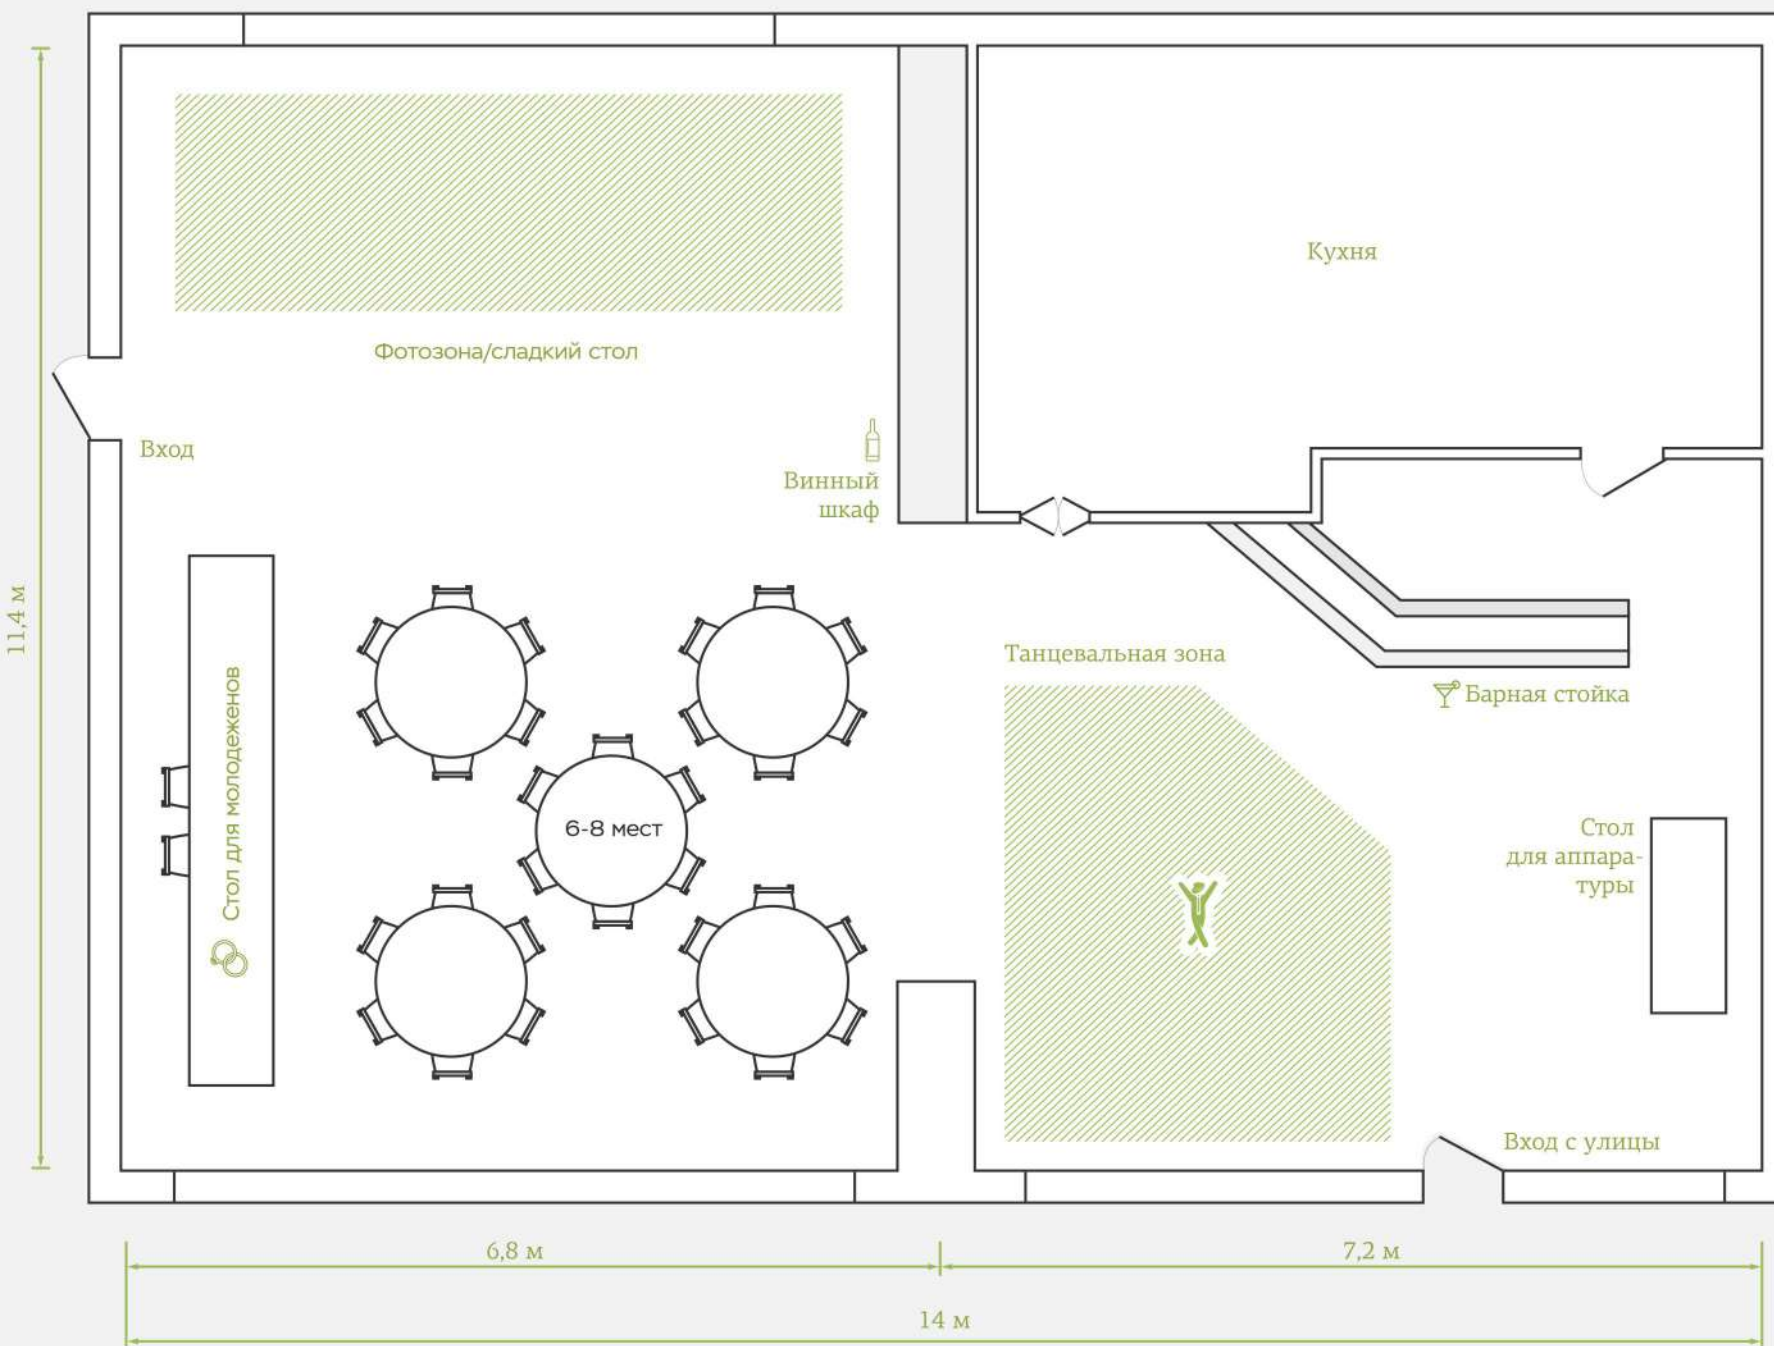 Кухня
Фотозона/сладкий стол
Вход
Винный
шкаф
11,4 м
Стол для молодеженов
Танцевальная зона
Барная стойка
6-8 мест
Стол
для аппара-
туры
Вход с улицы
6,8 м
7,2 м
14 м